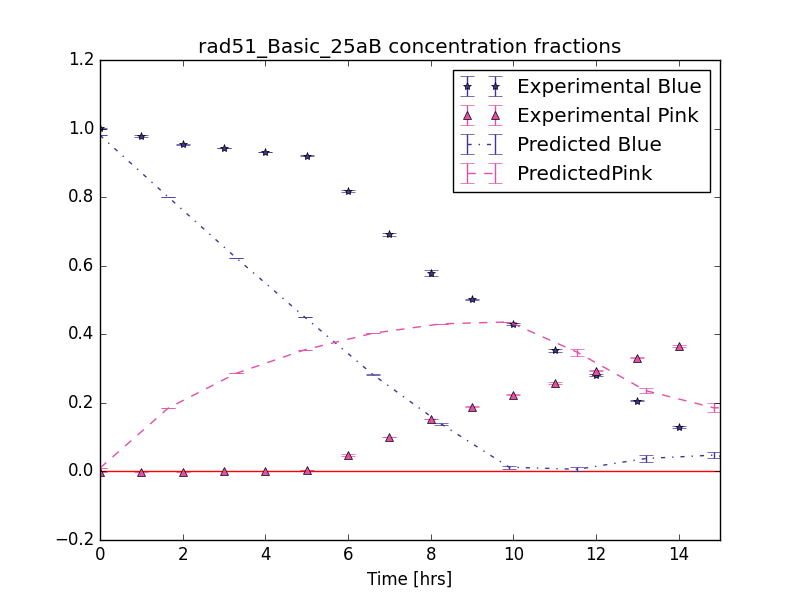 rad51_Basic_25aB concentration fractions
1.2
1.0
0.8
0.6
0.4
0.2
0.0
−0.2
Experimental Blue
Experimental Pink
Predicted Blue
PredictedPink
0 2 4 6 8 10 12 14
Time [hrs]